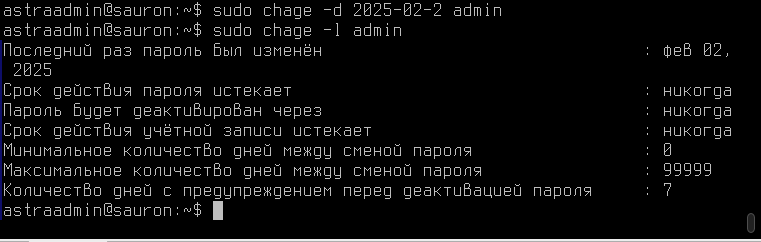 astraadmin@sauron:~$ sudo chage -d 2025-02-2 admin
astraadmin@sauron:~$ sudo chage -l admin
Последний раз пароль был изменён : фев 02,
2025
Срок действия пароля истекает : никогда
Пароль будет деактивирован через : никогда
Срок действия учётной записи истекает : никогда
Минимальное количество дней между сменой пароля : 0
Максимальное количество дней между сменой пароля : 99999
Количество дней с предупреждением перед деактивацией пароля : 7
astraadmin@sauron:~$